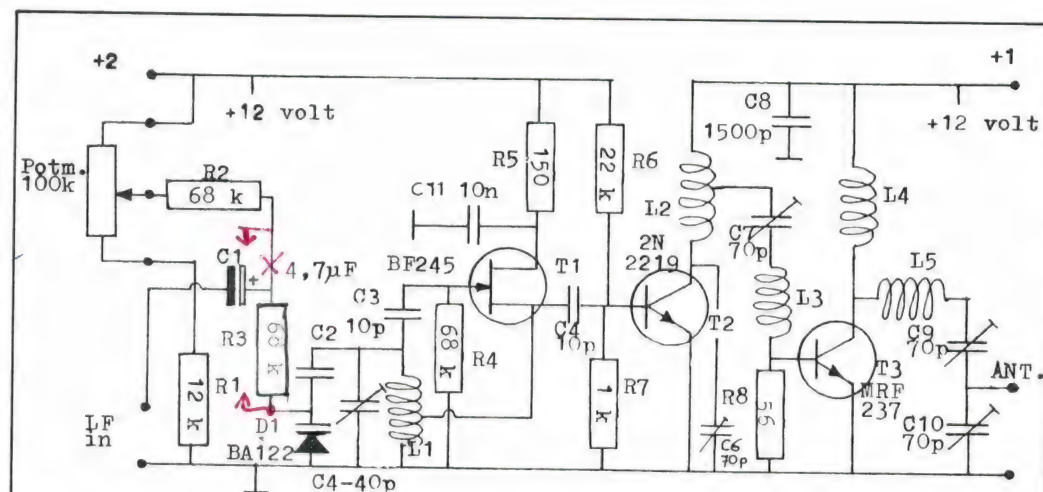 +2
+1
+12 volt
+12 volt
C8
1500p
Potm.
100k
R2
68 k
R5
150
22 k
R6
L4
C11 10n
L2
C7
70p
C1
+
4,7µF
BF245
T1
2N
2219
L5
C3
10p
L3
R3
68 k
C2
68 k
R4
C4
10p
T2
C9
70p
T3
MRF
237
ANT.
R1
12 k
LF
in
D1
BA122
L1
R7
1 k
R8
56
C6
70p
C10
70p
C4-40p